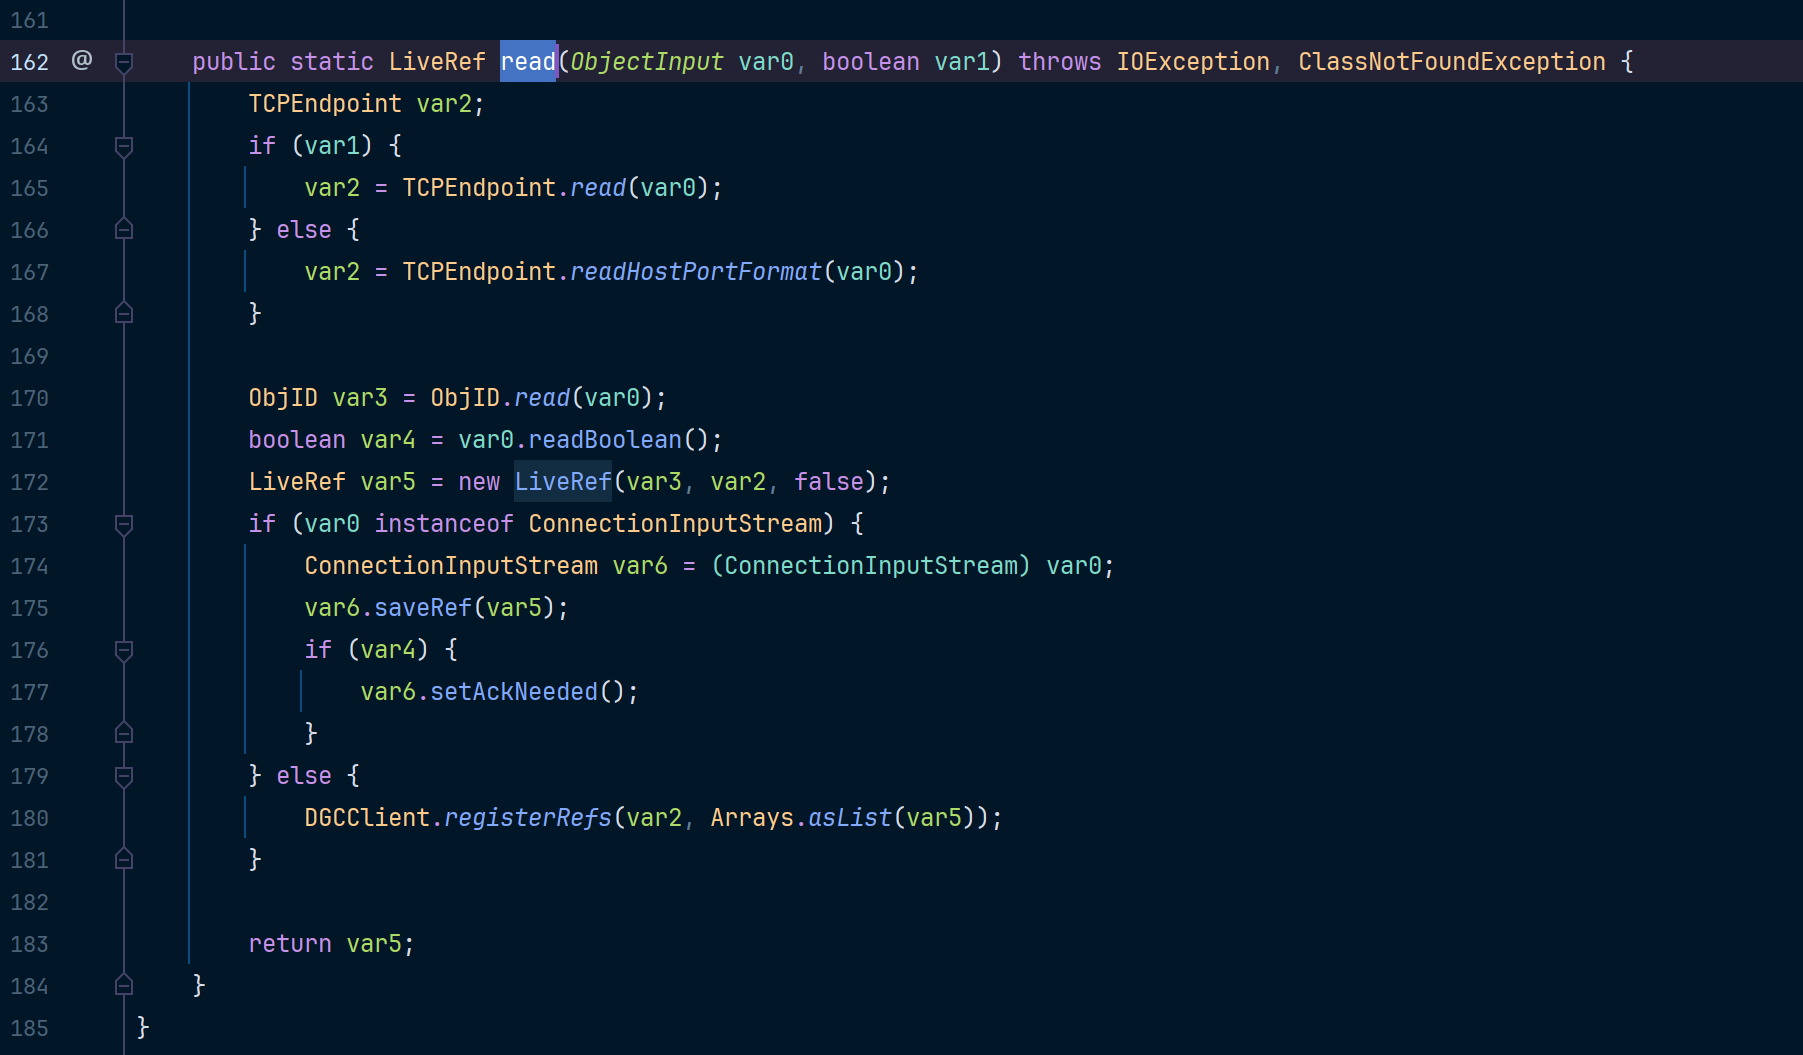 161
162 @ public static LiveRef read(ObjectInput var0, boolean var1) throws IOException, ClassNotFoundException {
163 TCPEndpoint var2;
164 if (var1) {
165 var2 = TCPEndpoint.read(var0);
166 } else {
167 var2 = TCPEndpoint.readHostPortFormat(var0);
168 }
169
170 ObjID var3 = ObjID.read(var0);
171 boolean var4 = var0.readBoolean();
172 LiveRef var5 = new LiveRef(var3, var2, false);
173 if (var0 instanceof ConnectionInputStream) {
174 ConnectionInputStream var6 = (ConnectionInputStream) var0;
175 var6.saveRef(var5);
176 if (var4) {
177 var6.setAckNeeded();
178 }
179 } else {
180 DGCClient.registerRefs(var2, Arrays.asList(var5));
181 }
182
183 return var5;
184 }
185 }